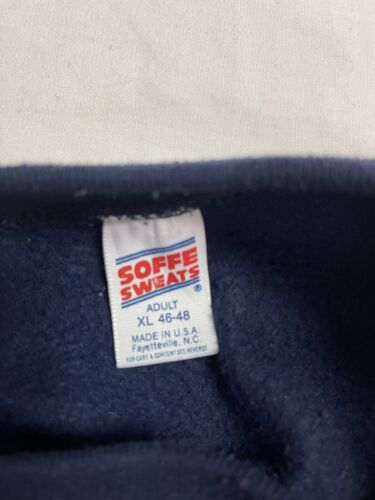 SOFFE
SWEATS®
ADULT
XL 46-48
MADE IN U.S.A.
Fayetteville, N.C.
FOR CARE & CONTENT SEE REVERSE